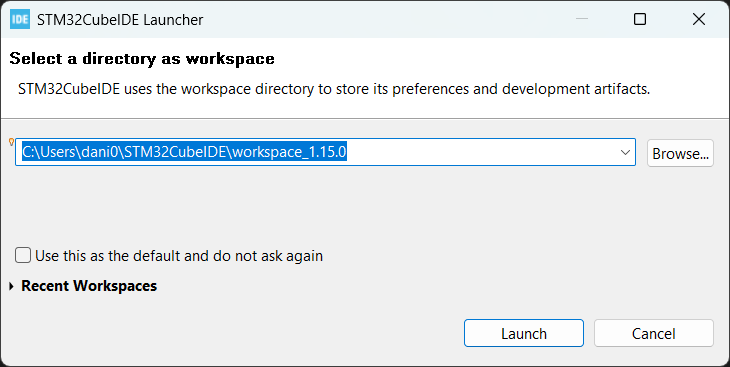 IDE STM32CubeIDE Launcher
Select a directory as workspace
STM32CubeIDE uses the workspace directory to store its preferences and development artifacts.
C:\Users\dani0\STM32CubeIDE\workspace_1.15.0
Browse...
Use this as the default and do not ask again
Recent Workspaces
Launch
Cancel